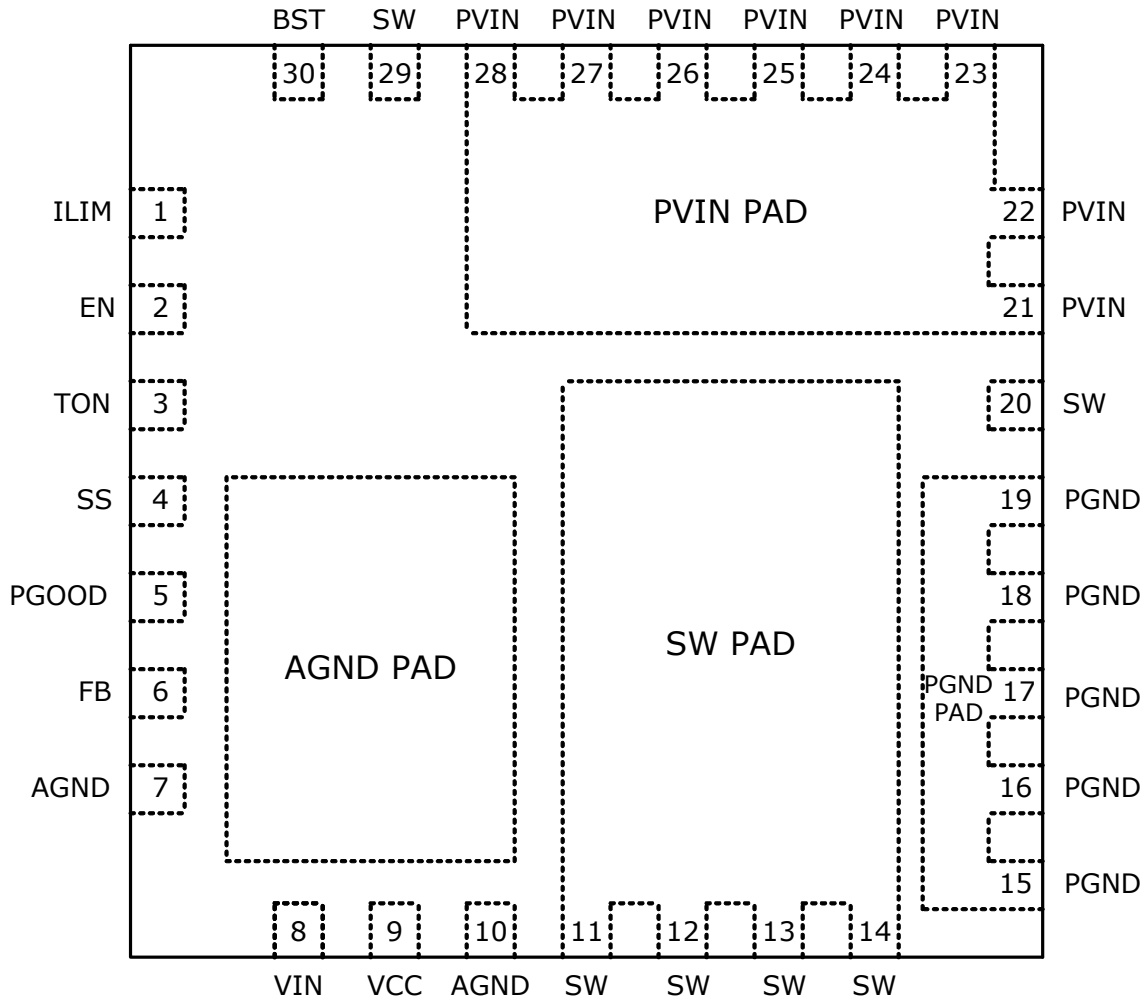 BST SW PVIN PVIN PVIN PVIN PVIN PVIN
30 29 28 27 26 25 24 23
ILIM 1 PVIN PAD 22 PVIN
EN 2 21 PVIN
TON 3 20 SW
SS 4 19 PGND
PGOOD 5 18 PGND
AGND PAD SW PAD
FB 6 PGND 17 PGND
PAD
AGND 7 16 PGND
15 PGND
8 9 10 11 12 13 14
VIN VCC AGND SW SW SW SW